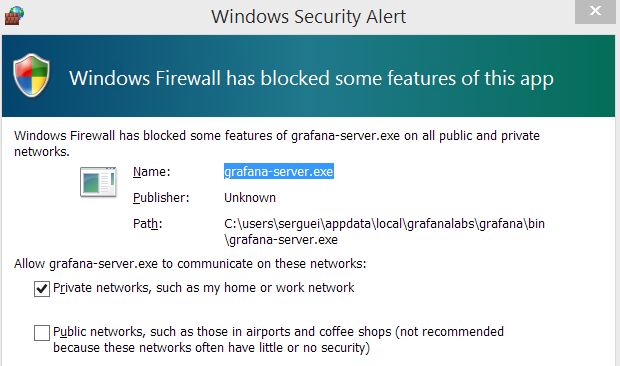 Windows Security Alert
Windows Firewall has blocked some features of this app
Windows Firewall has blocked some features of grafana-server.exe on all public and private
networks.
Name: grafana-server.exe
Publisher: Unknown
Path: C:\users\serguei\appdata\local\grafanalabs\grafana\bin
\grafana-server.exe
Allow grafana-server.exe to communicate on these networks:
Private networks, such as my home or work network
Public networks, such as those in airports and coffee shops (not recommended
because these networks often have little or no security)